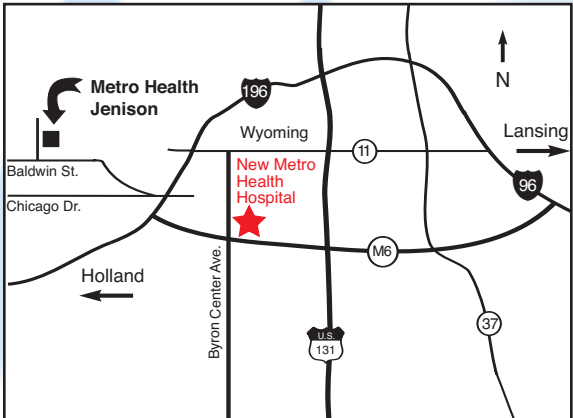 196
N
Metro Health
Jenison
Wyoming
Lansing
11
Baldwin St.
New Metro
Health
Hospital
96
Chicago Dr.
M6
Holland
Byron Center Ave.
U.S.
131
37